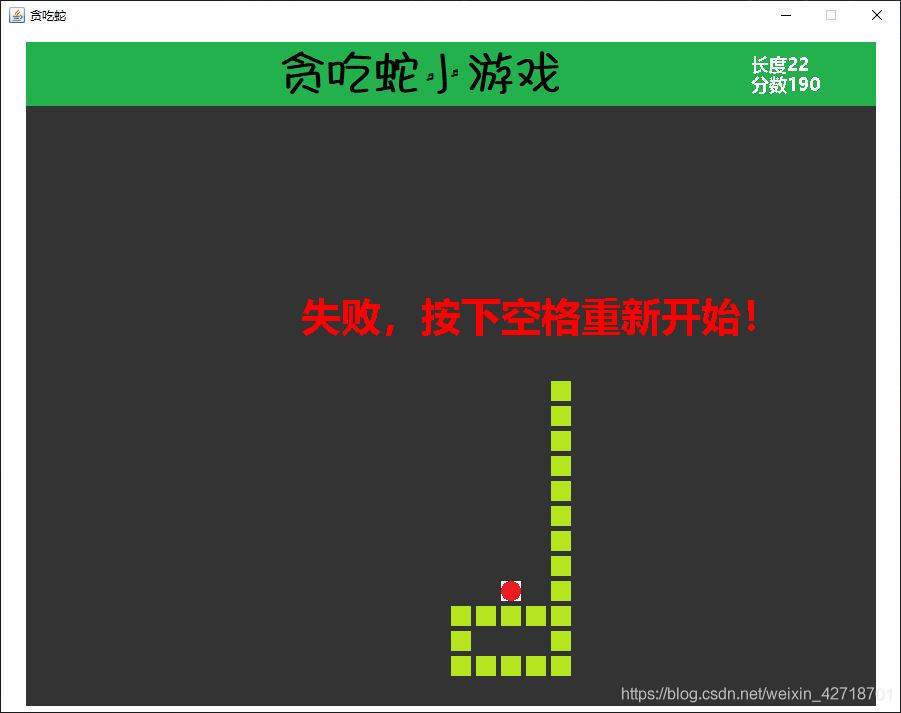 贪吃蛇
贪吃蛇小游戏
长度22
分数190
失败，按下空格重新开始！
https://blog.csdn.net/weixin_42718701